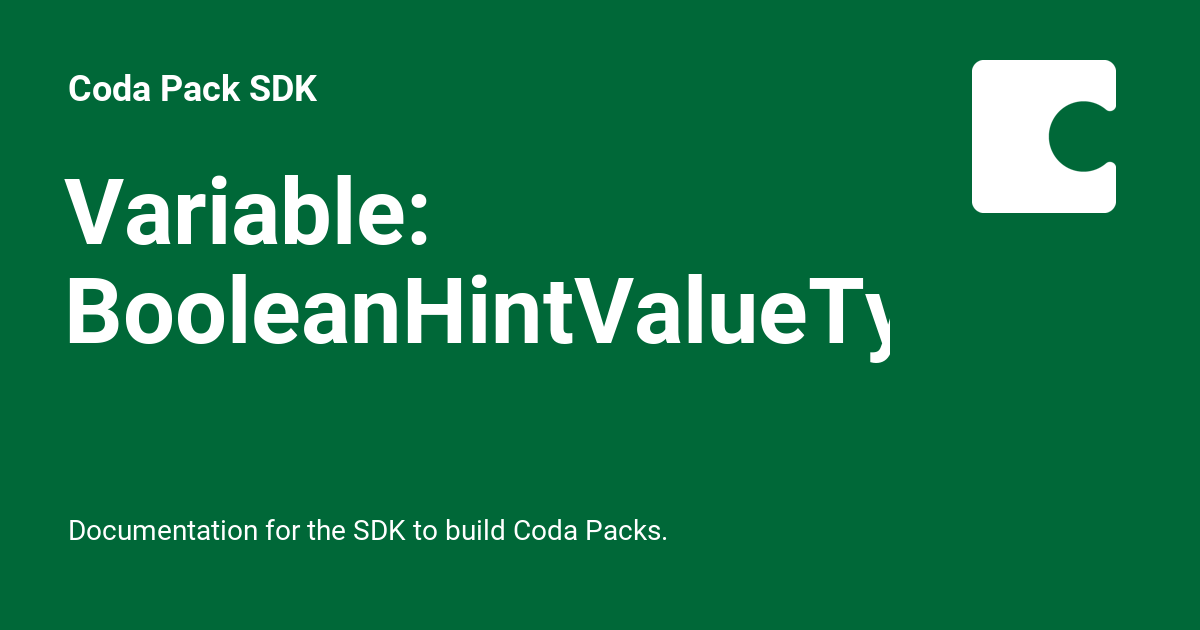 Coda Pack SDK
Variable:
BooleanHintValueTy
Documentation for the SDK to build Coda Packs.